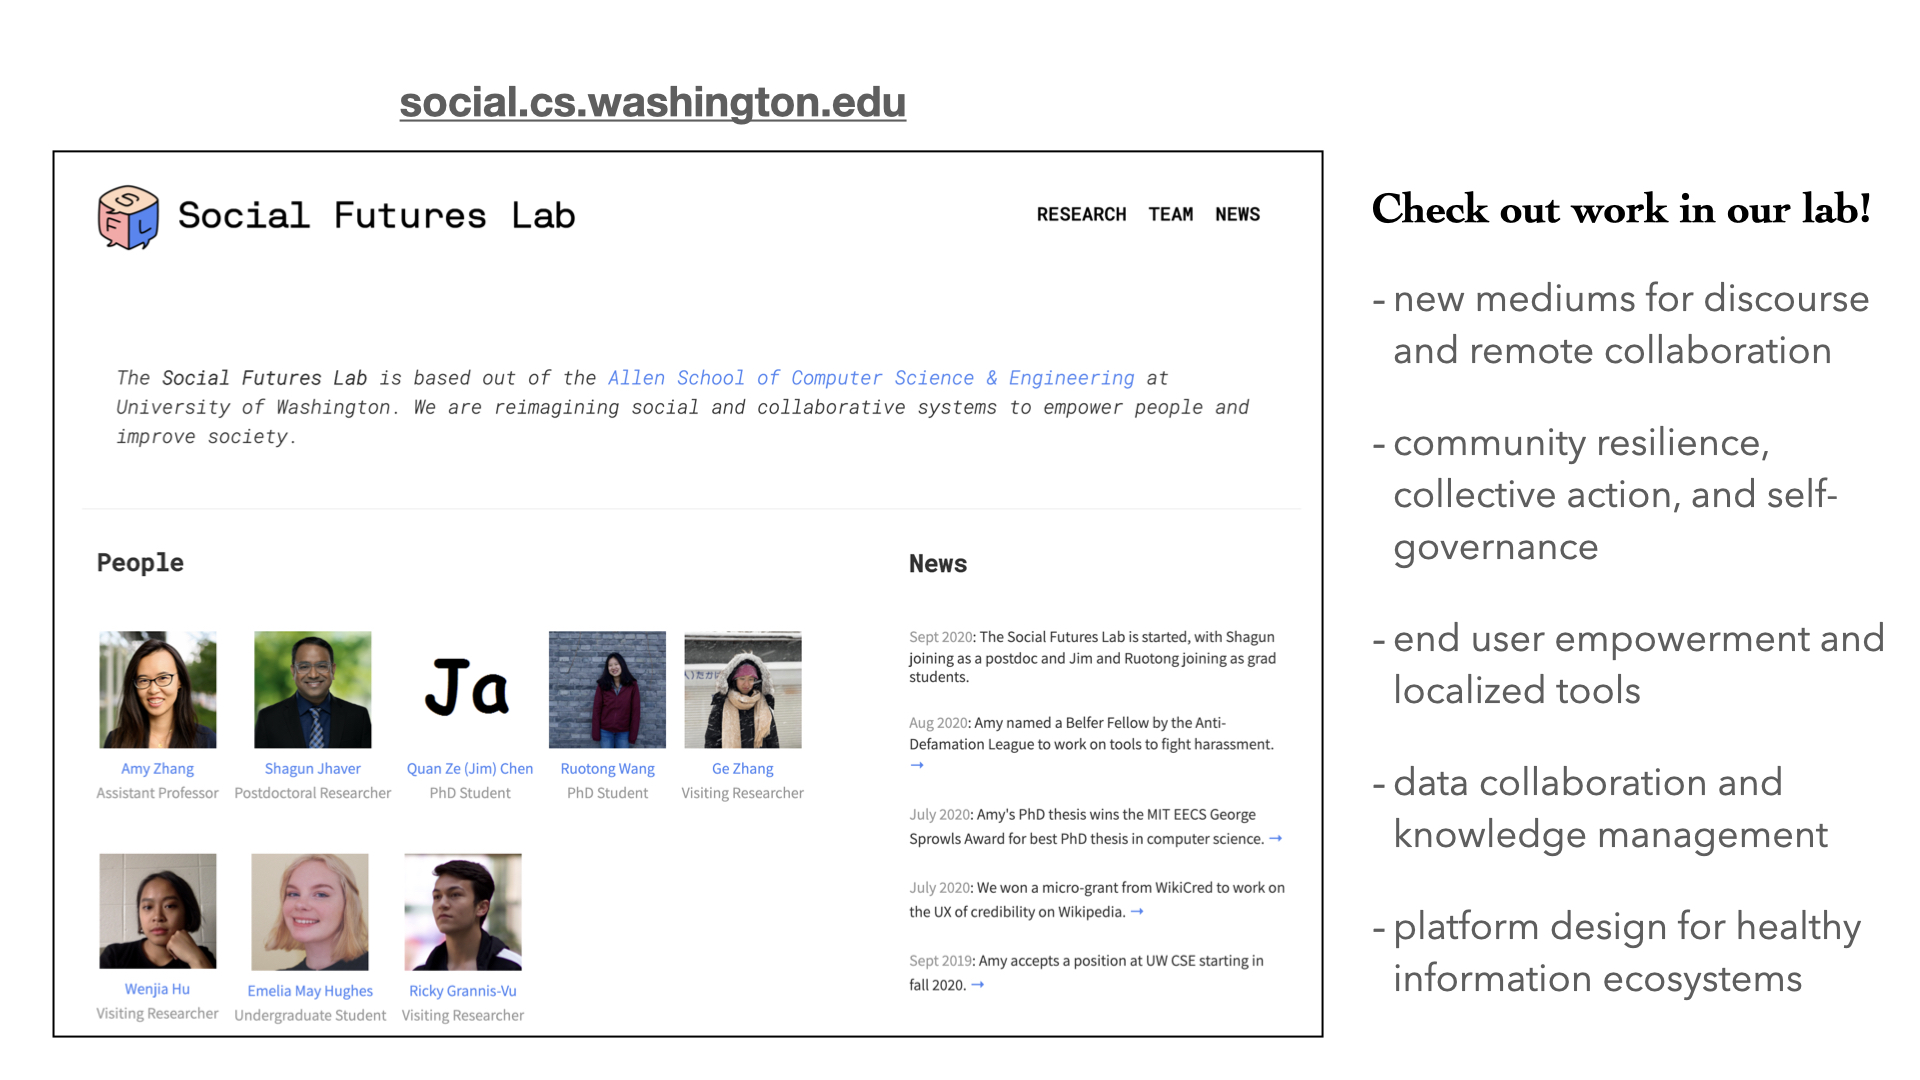 social.cs.washington.edu
S
F L
Social Futures Lab
RESEARCH TEAM NEWS
The Social Futures Lab is based out of the Allen School of Computer Science & Engineering at
University of Washington. We are reimagining social and collaborative systems to empower people and
improve society.
People
Ja
Amy Zhang
Assistant Professor
Shagun Jhaver
Postdoctoral Researcher
Quan Ze (Jim) Chen
PhD Student
Ruotong Wang
PhD Student
Ge Zhang
Visiting Researcher
Wenjia Hu
Visiting Researcher
Emelia May Hughes
Undergraduate Student
Ricky Grannis-Vu
Visiting Researcher
News
Sept 2020: The Social Futures Lab is started, with Shagun
joining as a postdoc and Jim and Ruotong joining as grad
students.
Aug 2020: Amy named a Belfer Fellow by the Anti-
Defamation League to work on tools to fight harassment.
→
July 2020: Amy's PhD thesis wins the MIT EECS George
Sprowls Award for best PhD thesis in computer science. →
July 2020: We won a micro-grant from WikiCred to work on
the UX of credibility on Wikipedia. →
Sept 2019: Amy accepts a position at UW CSE starting in
fall 2020. →
Check out work in our lab!
- new mediums for discourse
and remote collaboration
- community resilience,
collective action, and self-
governance
- end user empowerment and
localized tools
- data collaboration and
knowledge management
- platform design for healthy
information ecosystems